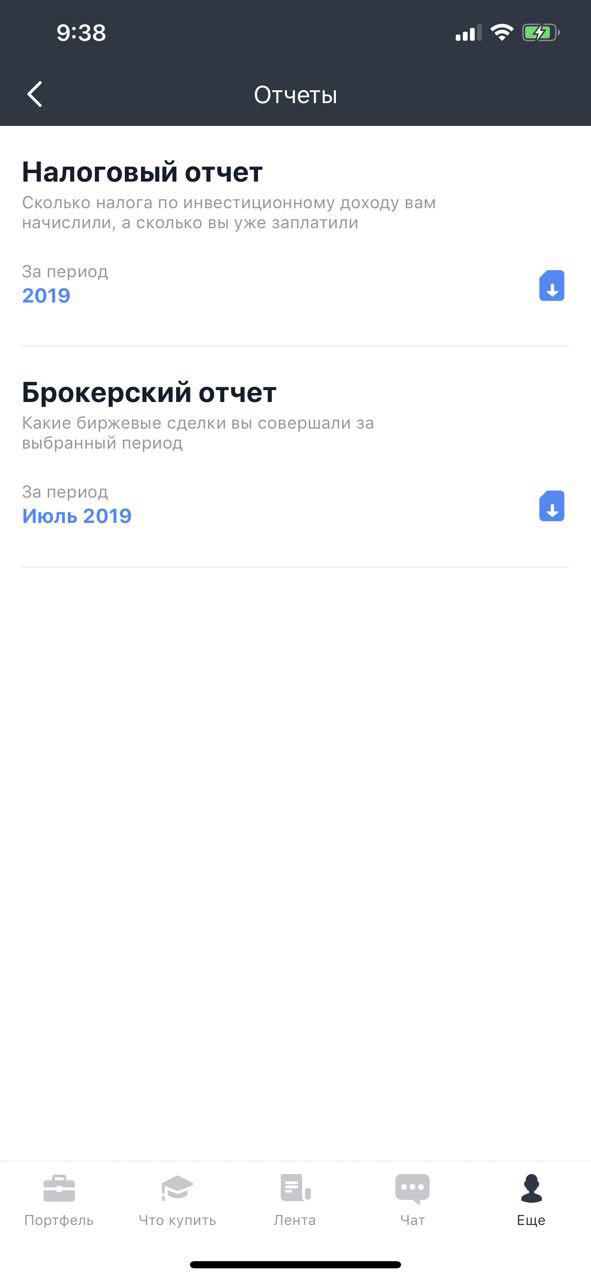 9:38
Отчеты
Налоговый отчет
Сколько налога по инвестиционному доходу вам
начислили, а сколько вы уже заплатили
За период
2019
Брокерский отчет
Какие биржевые сделки вы совершали за
выбранный период
За период
Июль 2019
Портфель
Что купить
Лента
Чат
Еще